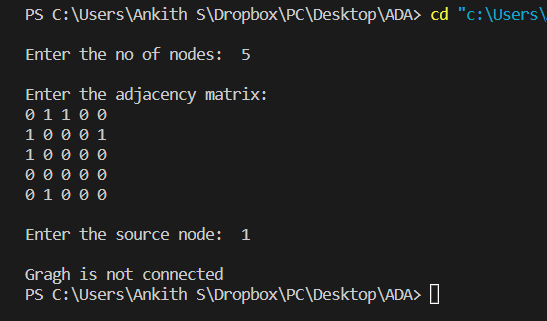 PS C:\Users\Ankith S\Dropbox\PC\Desktop\ADA> cd "c:\Users\
Enter the no of nodes:  5
Enter the adjacency matrix:
0 1 1 0 0
1 0 0 0 1
1 0 0 0 0
0 0 0 0 0
0 1 0 0 0
Enter the source node:  1
Gragh is not connected
PS C:\Users\Ankith S\Dropbox\PC\Desktop\ADA>